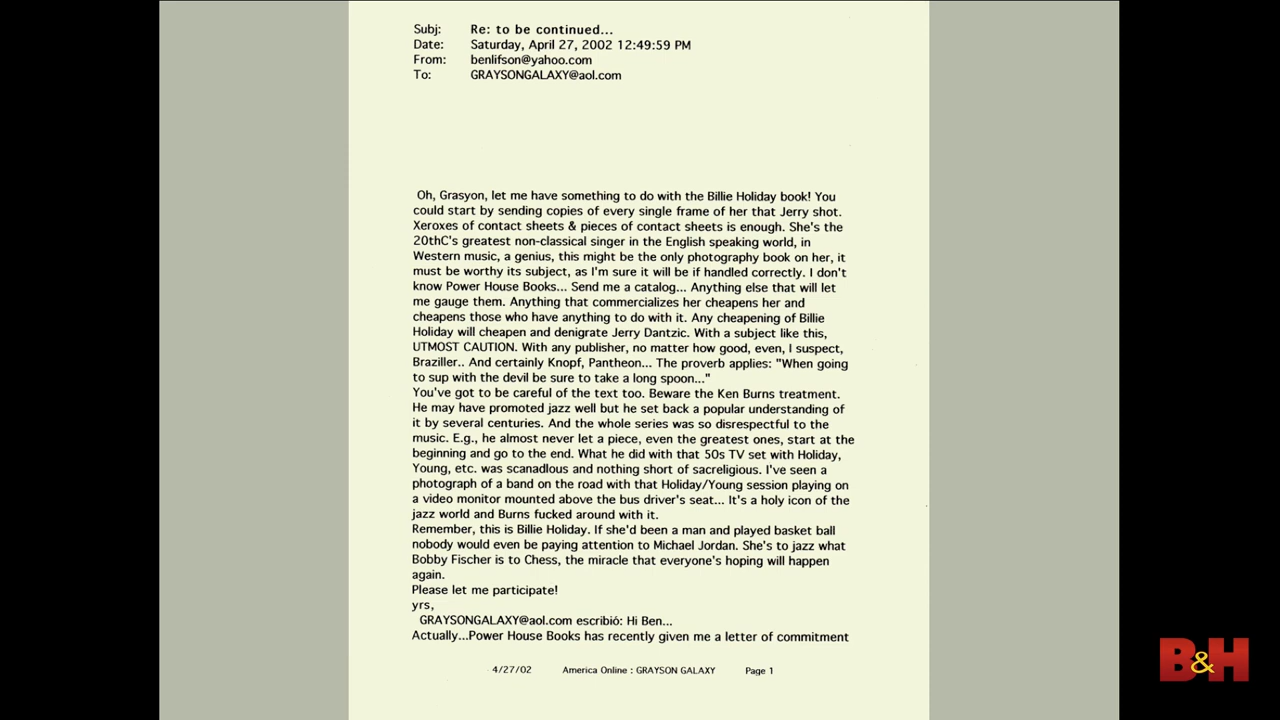 Subj: Re: to be continued...
Date: Saturday, April 27, 2002 12:49:59 PM
From: benlifson@yahoo.com
To: GRAYSONGALAXY@aol.com
Oh, Grasyon, let me have something to do with the Billie Holiday book! You
could start by sending copies of every single frame of her that Jerry shot.
Xeroxes of contact sheets & pieces of contact sheets is enough. She's the
20thC's greatest non-classical singer in the English speaking world, in
Western music, a genius, this might be the only photography book on her, it
must be worthy its subject, as I'm sure it will be if handled correctly. I don't
know Power House Books... Send me a catalog... Anything else that will let
me gauge them. Anything that commercializes her cheapens her and
cheapens those who have anything to do with it. Any cheapening of Billie
Holiday will cheapen and denigrate Jerry Dantzic. With a subject like this,
UTMOST CAUTION. With any publisher, no matter how good, even, I suspect,
Braziller.. And certainly Knopf, Pantheon... The proverb applies: "When going
to sup with the devil be sure to take a long spoon..."
You've got to be careful of the text too. Beware the Ken Burns treatment.
He may have promoted jazz well but he set back a popular understanding of
it by several centuries. And the whole series was so disrespectful to the
music. E.g., he almost never let a piece, even the greatest ones, start at the
beginning and go to the end. What he did with that 50s TV set with Holiday,
Young, etc. was scanadlous and nothing short of sacreligious. I've seen a
photograph of a band on the road with that Holiday/Young session playing on
a video monitor mounted above the bus driver's seat... It's a holy icon of the
jazz world and Burns fucked around with it.
Remember, this is Billie Holiday. If she'd been a man and played basket ball
nobody would even be paying attention to Michael Jordan. She's to jazz what
Bobby Fischer is to Chess, the miracle that everyone's hoping will happen
again.
Please let me participate!
yrs,
GRAYSONGALAXY@aol.com escribió: Hi Ben...
Actually...Power House Books has recently given me a letter of commitment
4/27/02 America Online : GRAYSON GALAXY Page 1
B&H